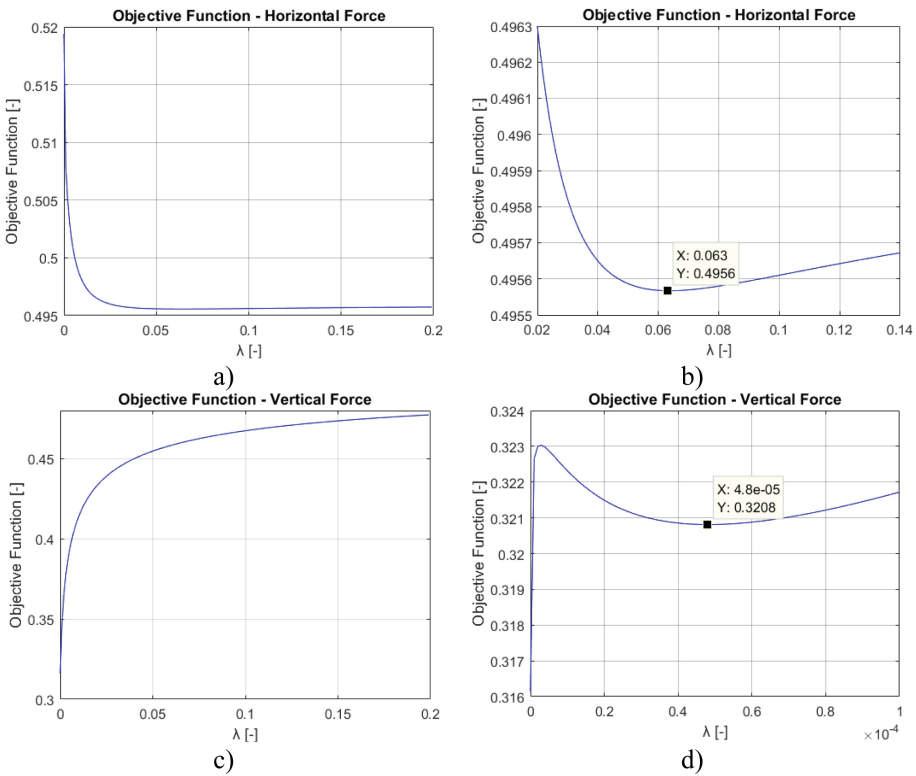 Objective Function - Horizontal Force
0.52
0.515
0.51
0.505
0.5
0.495
Objective Function [-]
0
0.05
0.1
0.15
0.2
λ [-]
a)
Objective Function - Horizontal Force
0.4963
0.4962
0.4961
0.496
0.4959
0.4958
0.4957
0.4956
0.4955
Objective Function [-]
X: 0.063
Y: 0.4956
0.02
0.04
0.06
0.08
0.1
0.12
0.14
λ [-]
b)
Objective Function - Vertical Force
0.45
0.4
0.35
0.3
Objective Function [-]
0
0.05
0.1
0.15
0.2
λ [-]
c)
Objective Function - Vertical Force
0.324
0.323
0.322
0.321
0.32
0.319
0.318
0.317
0.316
Objective Function [-]
X: 4.8e-05
Y: 0.3208
0
0.2
0.4
0.6
0.8
1
×10⁻⁴
λ [-]
d)